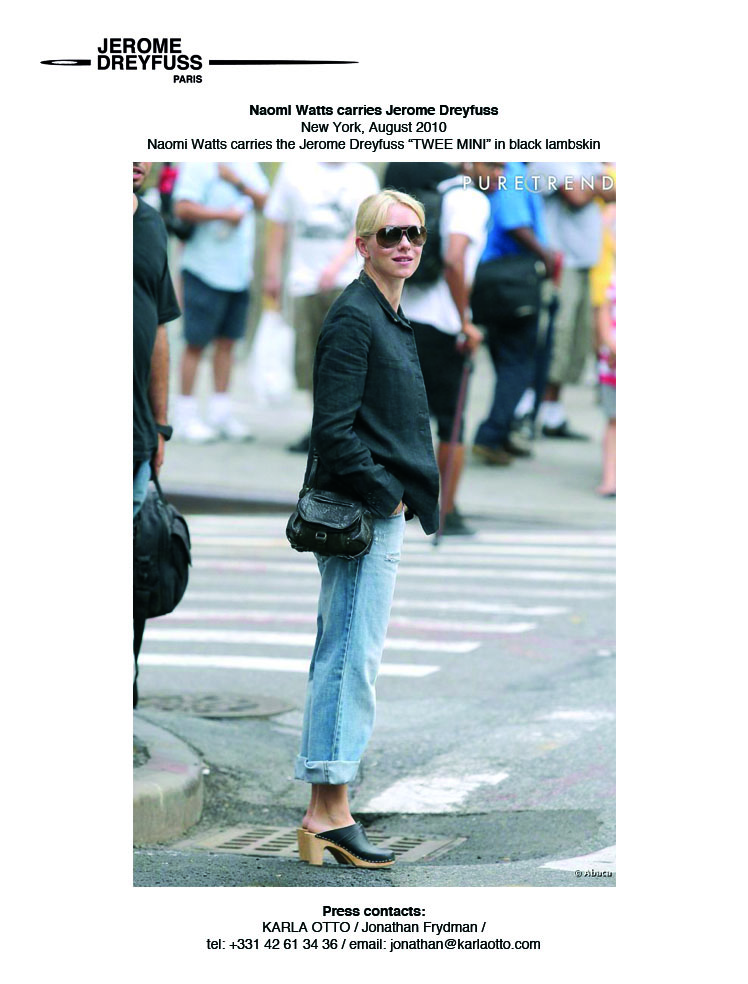 JEROME
DREYFUSS
PARIS
Naomi Watts carries Jerome Dreyfuss
New York, August 2010
Naomi Watts carries the Jerome Dreyfuss “TWEE MINI” in black lambskin
PURETREND
© Abaca
Press contacts:
KARLA OTTO / Jonathan Frydman /
tel: +331 42 61 34 36 / email: jonathan@karlaotto.com